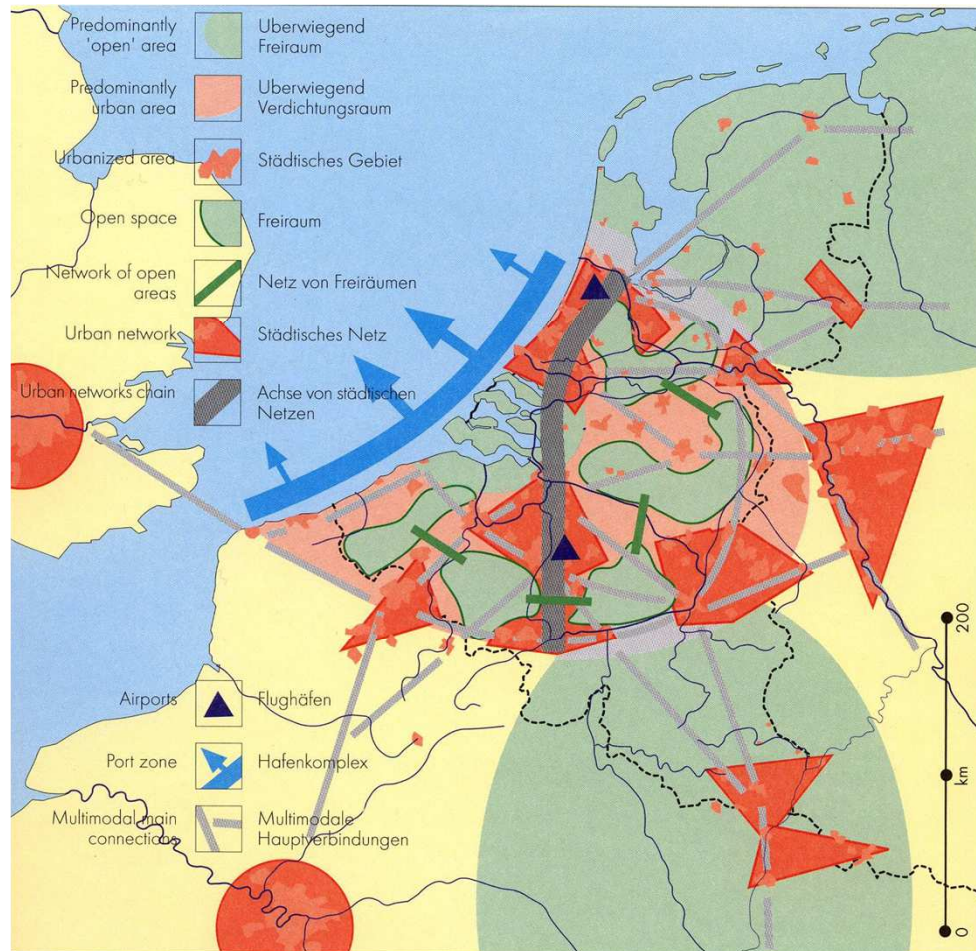 Predominantly
'open' area
Uberwiegend
Freiraum
Predominantly
urban area
Uberwiegend
Verdichtungsraum
Urbanized area
Städtisches Gebiet
Open space
Freiraum
Network of open
areas
Netz von Freiräumen
Urban network
Städtisches Netz
Urban networks chain
Achse von städtischen
Netzen
Airports
Flughäfen
Port zone
Hafenkomplex
Multimodal main
connections
Multimodale
Hauptverbindungen
200
km
0